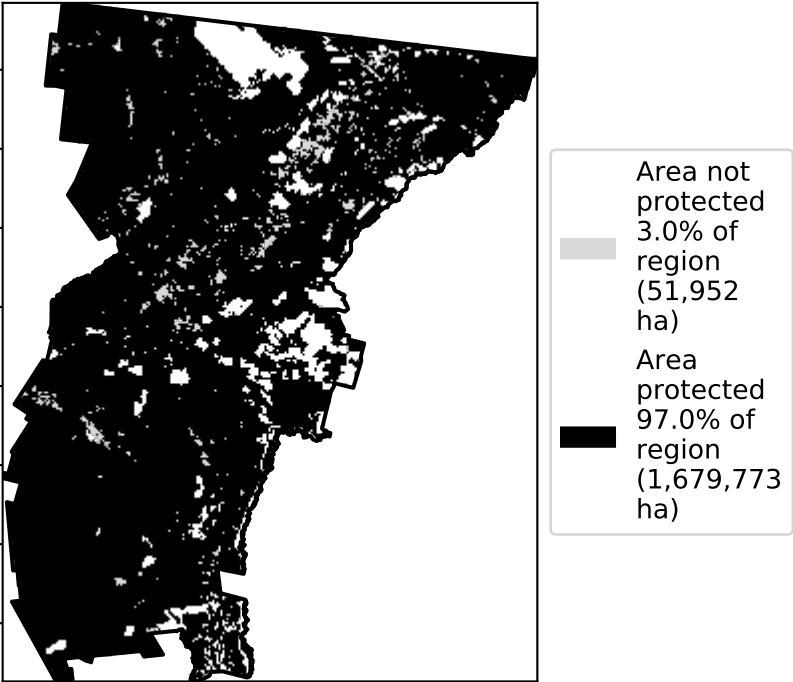 Area not
protected
3.0% of
region
(51,952
ha)
Area
protected
97.0% of
region
(1,679,773
ha)